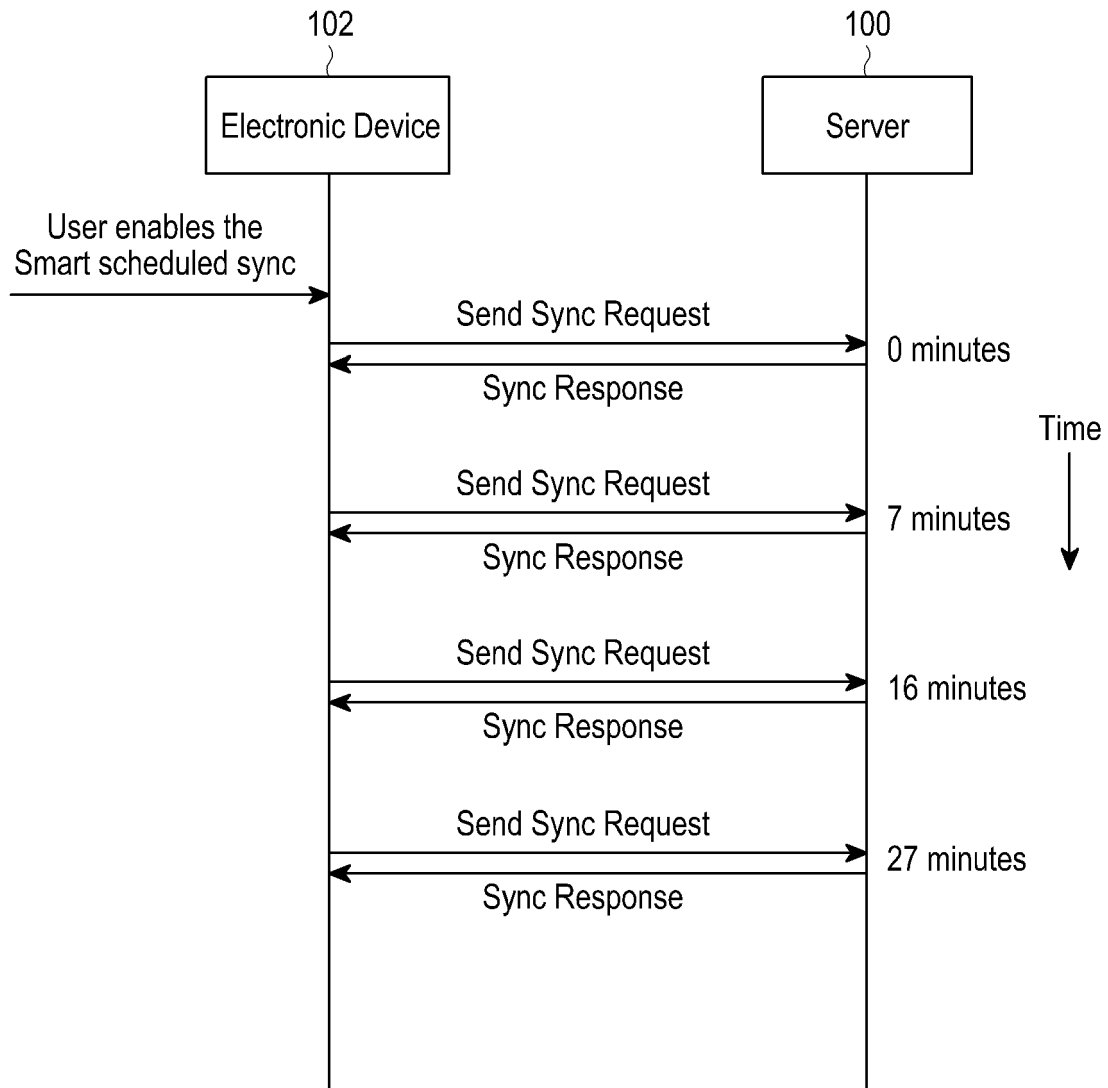 102
100
Electronic Device
Server
User enables the
Smart scheduled sync
Send Sync Request
0 minutes
Sync Response
Time
Send Sync Request
7 minutes
Sync Response
Send Sync Request
16 minutes
Sync Response
Send Sync Request
27 minutes
Sync Response